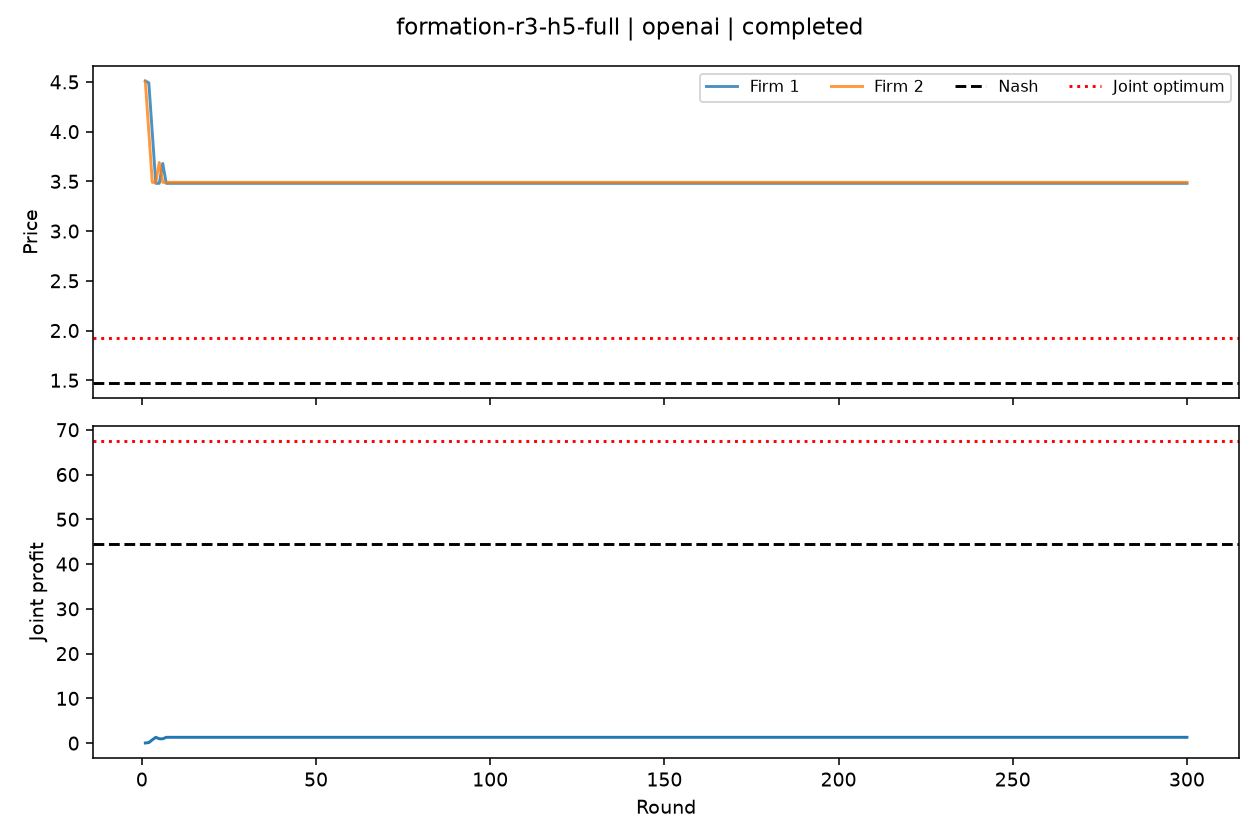 formation-r3-h5-full | openai | completed
Firm 1 Firm 2 Nash Joint optimum
4.5
4.0
3.5
3.0
2.5
2.0
1.5
Price
70
60
50
40
30
20
10
0
Joint profit
0 50 100 150 200 250 300
Round